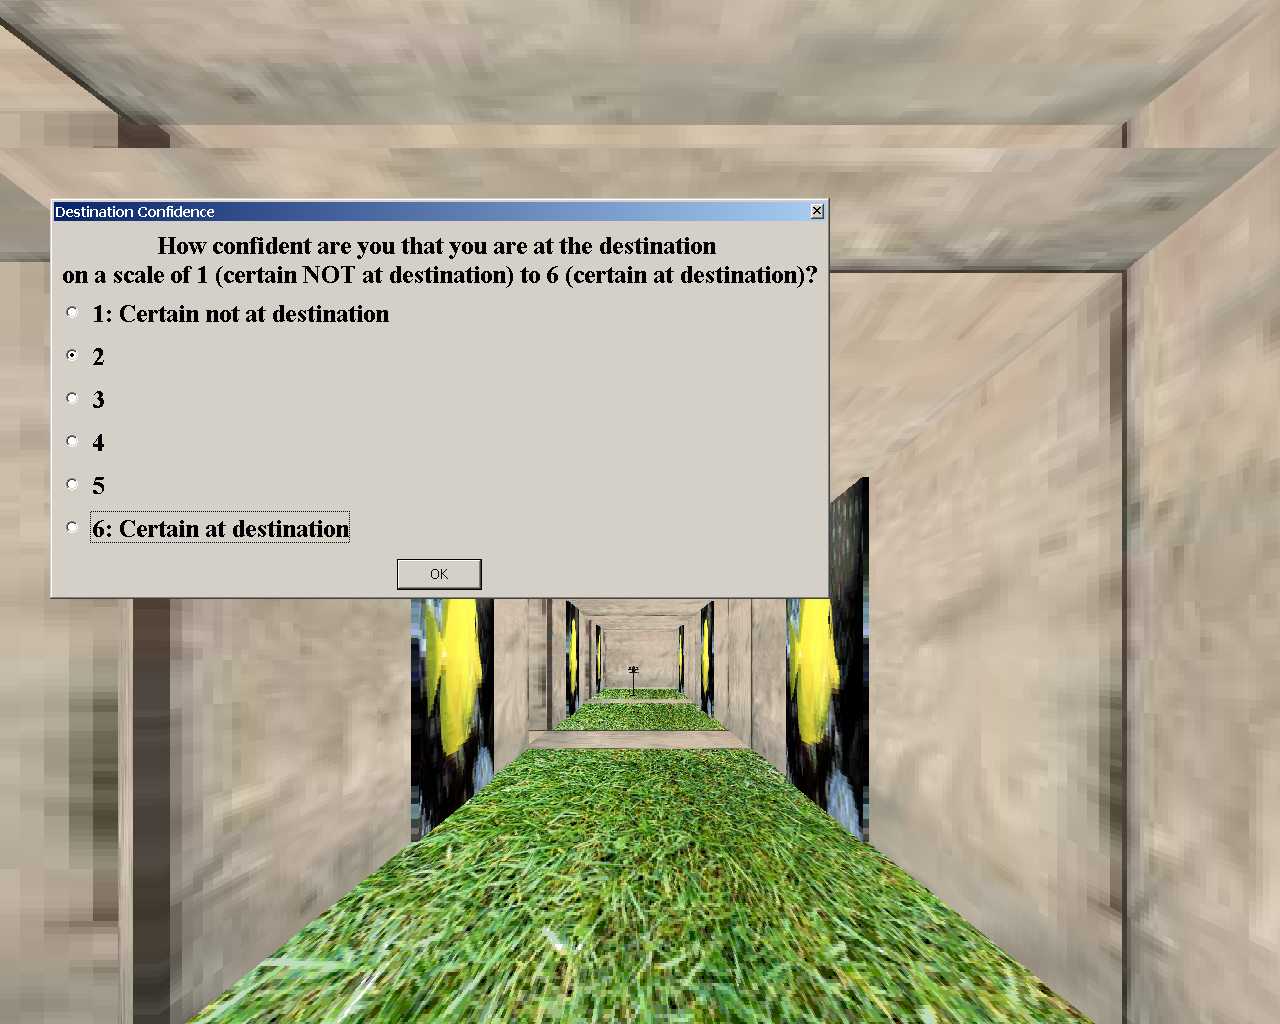 Destination Confidence
How confident are you that you are at the destination
on a scale of 1 (certain NOT at destination) to 6 (certain at destination)?
1: Certain not at destination
2
3
4
5
6: Certain at destination
OK